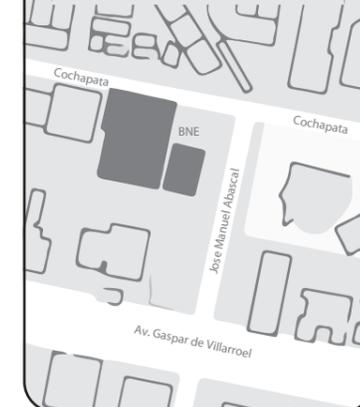 Cochapata
Cochapata
BNE
Jose Manuel Abascal
Av. Gaspar de Villarroel